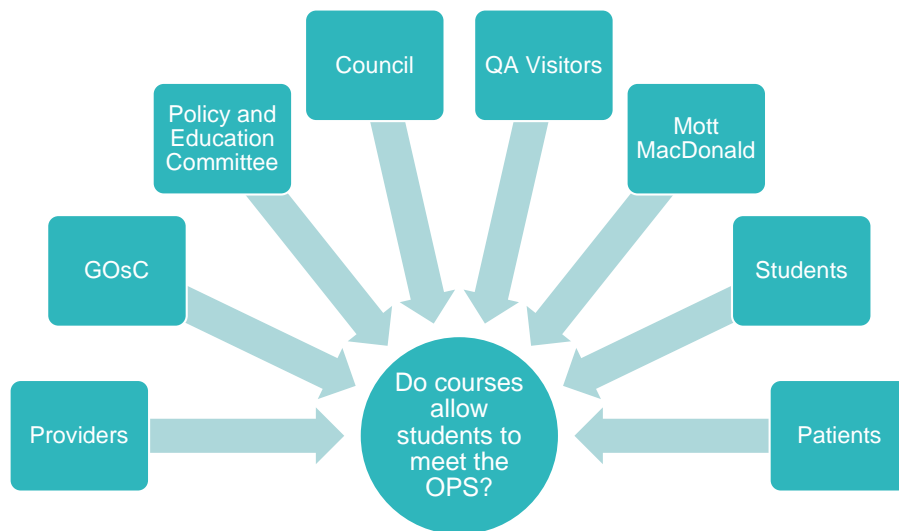 Council
QA Visitors
Policy and
Education
Committee
Mott
MacDonald
GOsC
Students
Providers
Do courses
allow
students to
meet the
OPS?
Patients